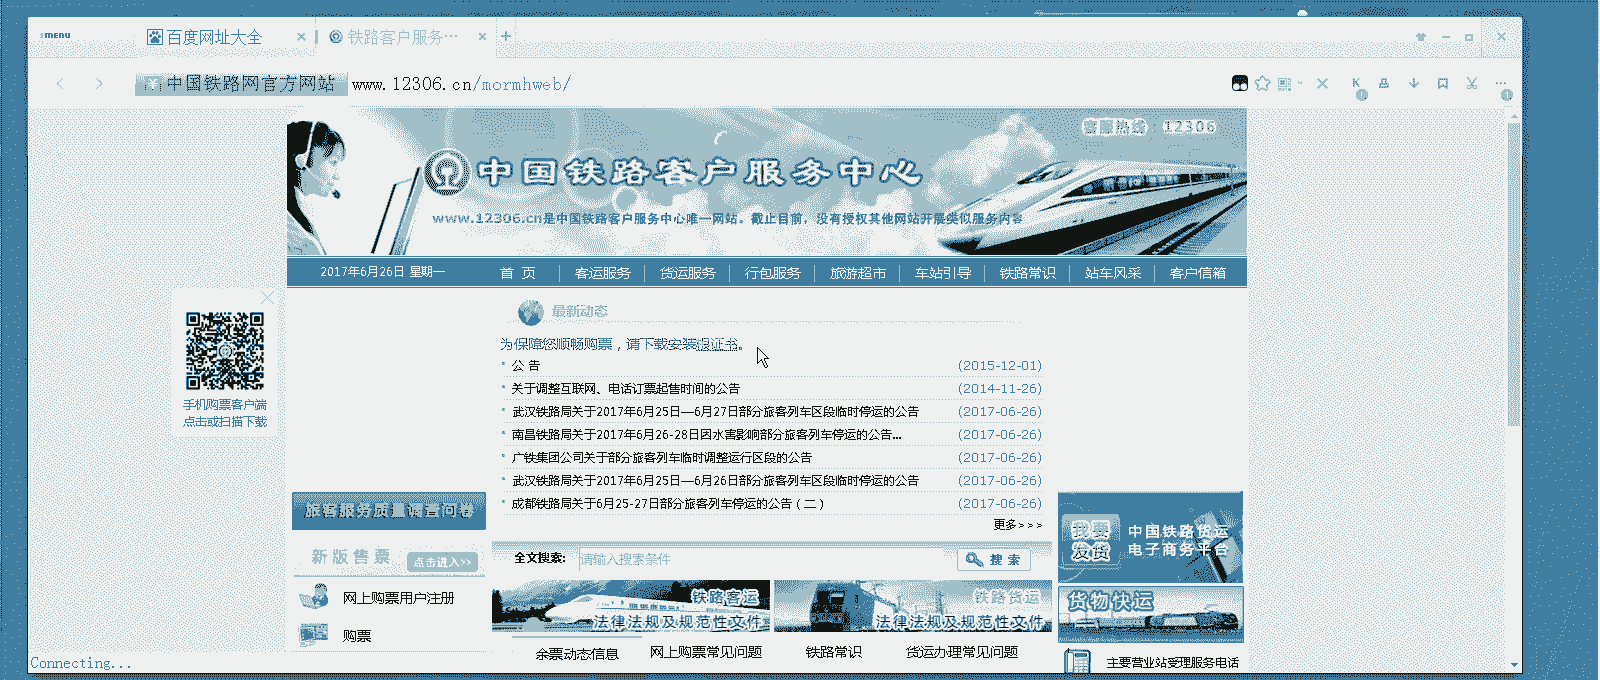 ≡MENU
百度网址大全
铁路客户服务…
中国铁路网官方网站 www.12306.cn/mormhweb/
客服热线 : 12306
中国铁路客户服务中心
www.12306.cn是中国铁路客户服务中心唯一网站。截止目前，没有授权其他网站开展类似服务内容
2017年6月26日 星期一
首 页
客运服务
货运服务
行包服务
旅游超市
车站引导
铁路常识
站车风采
客户信箱
手机购票客户端
点击或扫描下载
最新动态
为保障您顺畅购票，请下载安装根证书。
公 告 (2015-12-01)
关于调整互联网、电话订票起售时间的公告 (2014-11-26)
武汉铁路局关于2017年6月25日—6月27日部分旅客列车区段临时停运的公告 (2017-06-26)
南昌铁路局关于2017年6月26-28日因水害影响部分旅客列车停运的公告... (2017-06-26)
广铁集团公司关于部分旅客列车临时调整运行区段的公告 (2017-06-26)
武汉铁路局关于2017年6月25日—6月26日部分旅客列车区段临时停运的公告 (2017-06-26)
成都铁路局关于6月25-27日部分旅客列车停运的公告（二） (2017-06-26)
更多>>>
旅客服务质量调查问卷
新版售票
点击进入>>
网上购票用户注册
购票
全文搜索:
请输入搜索条件
搜 索
铁路客运
法律法规及规范性文件
铁路货运
法律法规及规范性文件
余票动态信息
网上购票常见问题
铁路常识
货运办理常见问题
我要
发货
中国铁路货运
电子商务平台
货物快运
主要营业站受理服务电话
Connecting...